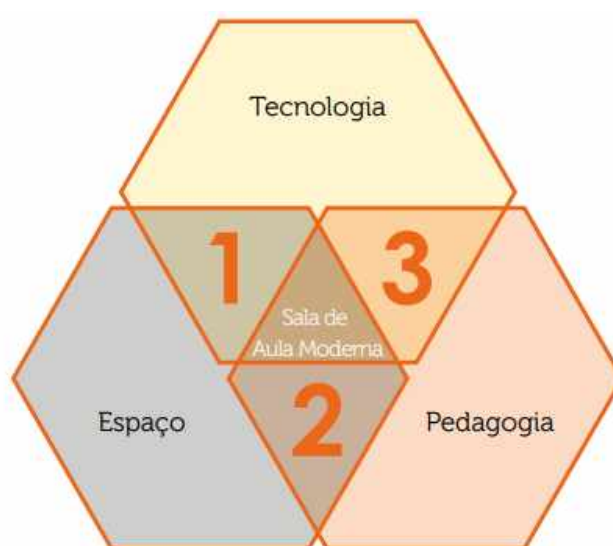 Tecnologia
1
3
Sala de
Aula Moderna
Espaço
2
Pedagogia